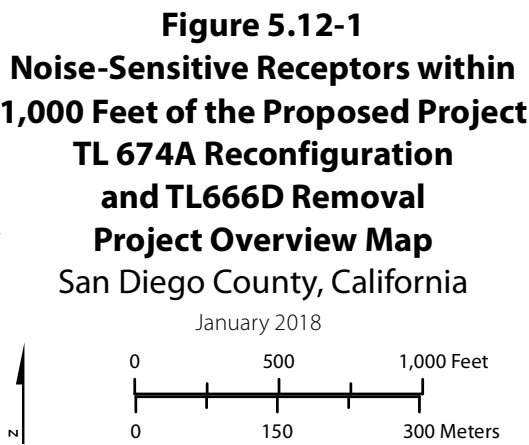 Figure 5.12-1
Noise-Sensitive Receptors within
1,000 Feet of the Proposed Project
TL 674A Reconfiguration
and TL666D Removal
Project Overview Map
San Diego County, California
January 2018
0 500 1,000 Feet
0 150 300 Meters
Z